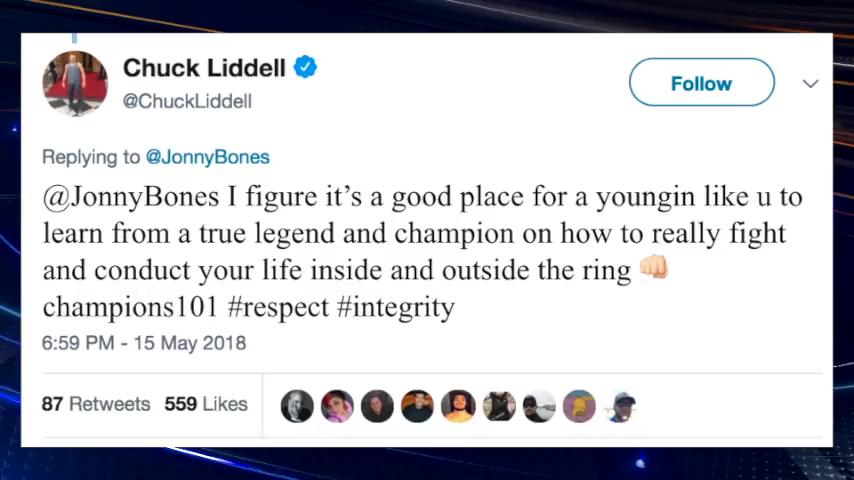 Chuck Liddell
@ChuckLiddell
Follow
Replying to @JonnyBones
@JonnyBones I figure it's a good place for a youngin like u to
learn from a true legend and champion on how to really fight
and conduct your life inside and outside the ring 👊🏻
champions101 #respect #integrity
6:59 PM - 15 May 2018
87 Retweets 559 Likes